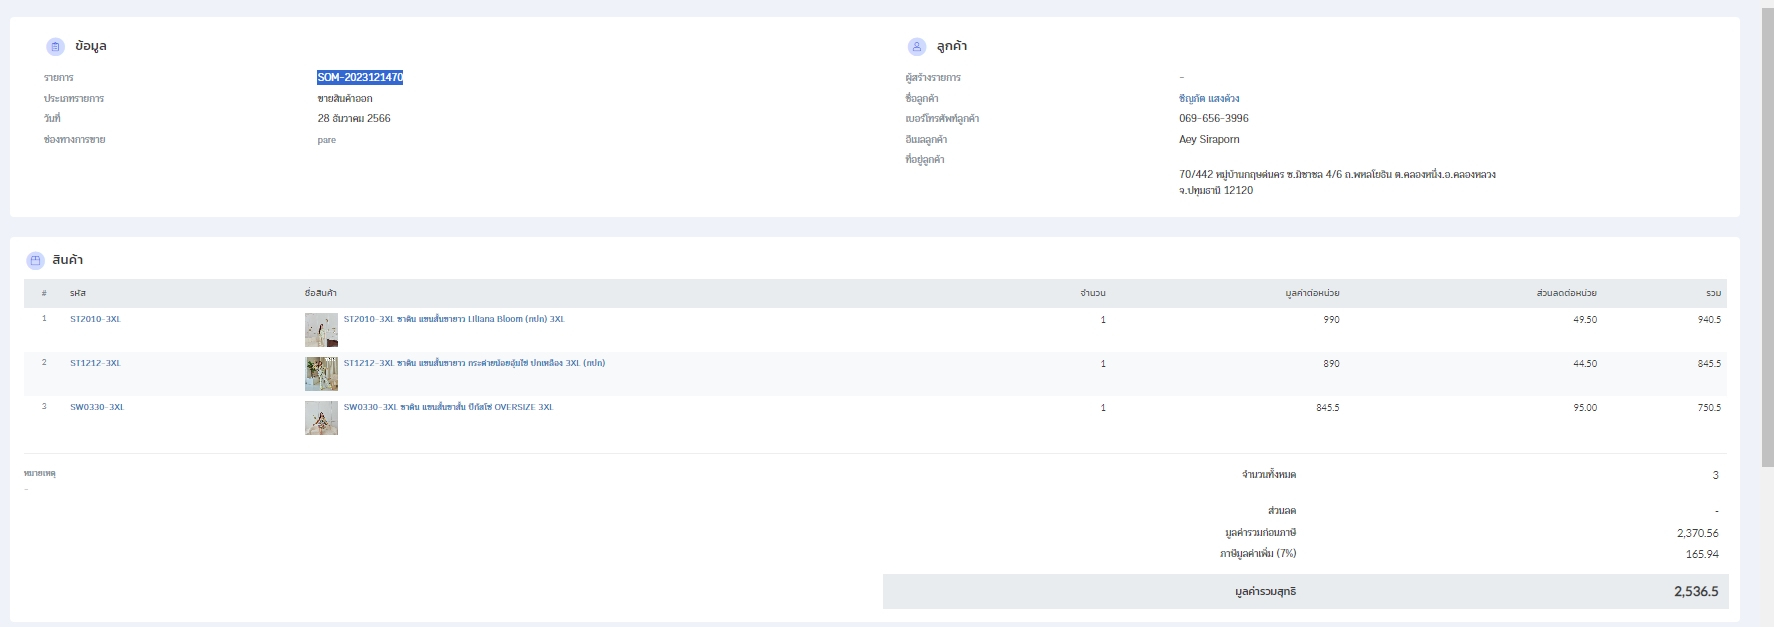 ข้อมูล
รายการ SOM-2023121470
ประเภทรายการ ขายสินค้าออก
วันที่ 28 ธันวาคม 2566
ช่องทางการขาย pare
ลูกค้า
ผู้สร้างรายการ -
ชื่อลูกค้า ชีญภัด แสงด้วง
เบอร์โทรศัพท์ลูกค้า 069-656-3996
อีเมลลูกค้า Aey Siraporn
ที่อยู่ลูกค้า
70/442 หมู่บ้านกฤษดนคร ซ.มิชาชล 4/6 ถ.พหลโยธิน ต.คลองหนึ่ง.อ.คลองหลวง
จ.ปทุมธานี 12120
สินค้า
# รหัส ชื่อสินค้า จำนวน มูลค่าต่อหน่วย ส่วนลดต่อหน่วย รวม
1 ST2010-3XL ST2010-3XL ซาติน แขนสั้นขายาว Liliana Bloom (กปก) 3XL 1 990 49.50 940.5
2 ST1212-3XL ST1212-3XL ซาติน แขนสั้นขายาว กระต่ายน้อยอุ้มไข่ ปกเหลือง 3XL (กปก) 1 890 44.50 845.5
3 SW0330-3XL SW0330-3XL ซาติน แขนสั้นขาสั้น ปิกัสโซ่ OVERSIZE 3XL 1 845.5 95.00 750.5
หมายเหตุ
-
จำนวนทั้งหมด 3
ส่วนลด -
มูลค่ารวมก่อนภาษี 2,370.56
ภาษีมูลค่าเพิ่ม (7%) 165.94
มูลค่ารวมสุทธิ 2,536.5